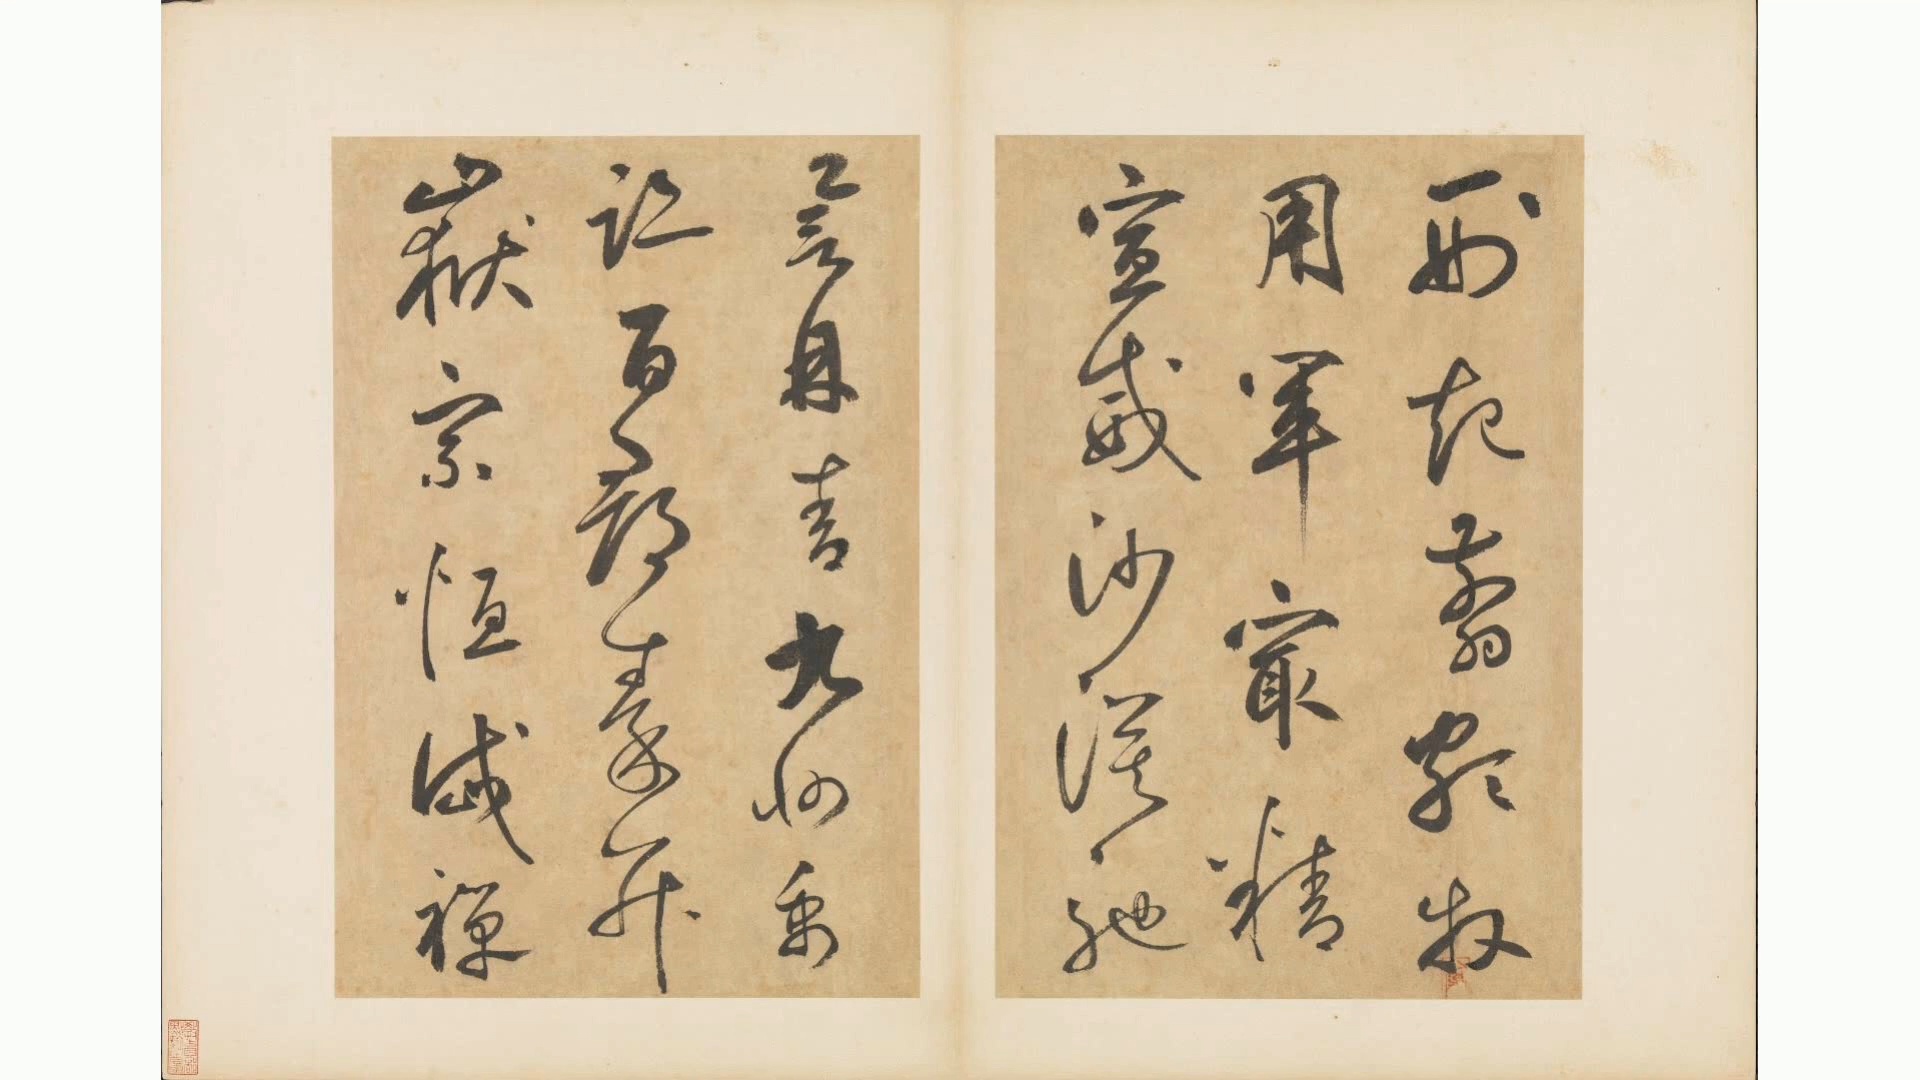 刑起翦頗牧
用軍最精
宣威沙漠馳
譽丹青九州禹
跡百郡秦并
嶽宗恒岱禪